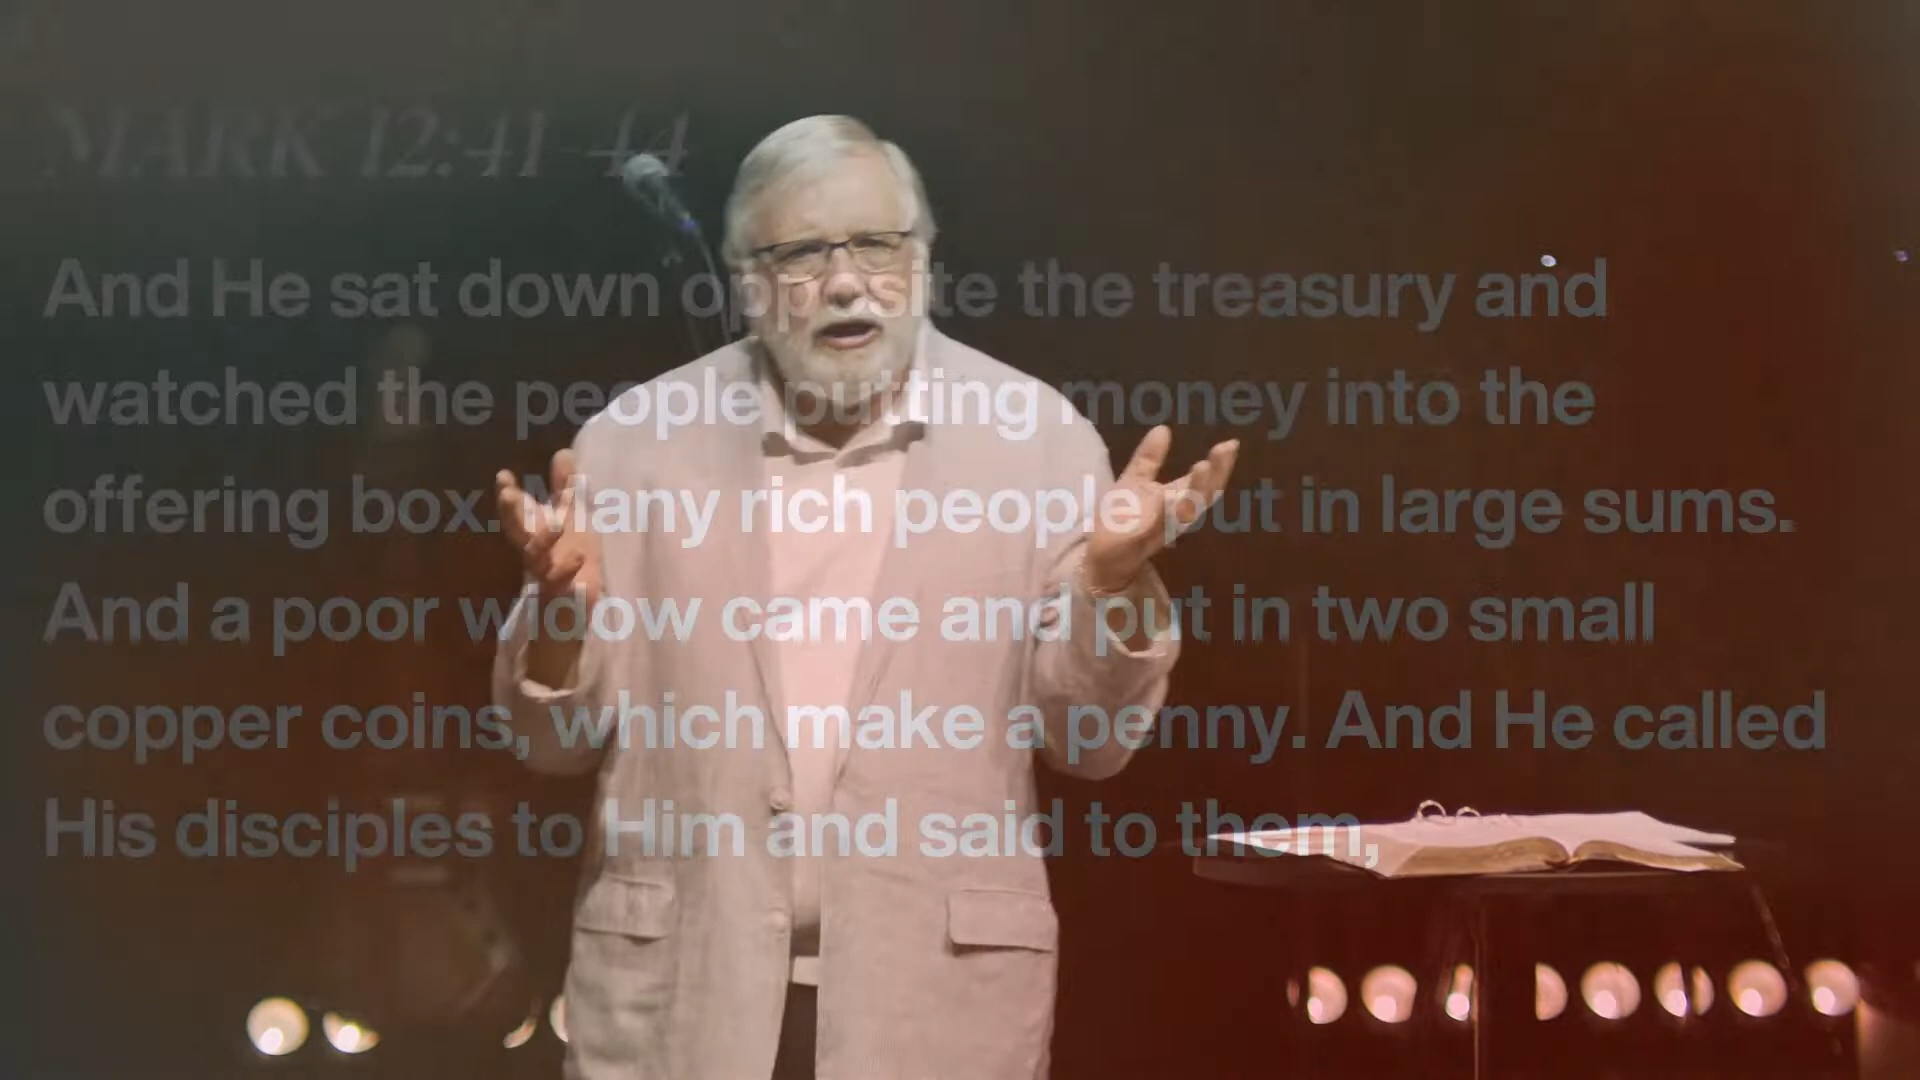 MARK 12:41-44
And He sat down opposite the treasury and
watched the people putting money into the
offering box. Many rich people put in large sums.
And a poor widow came and put in two small
copper coins, which make a penny. And He called
His disciples to Him and said to them,